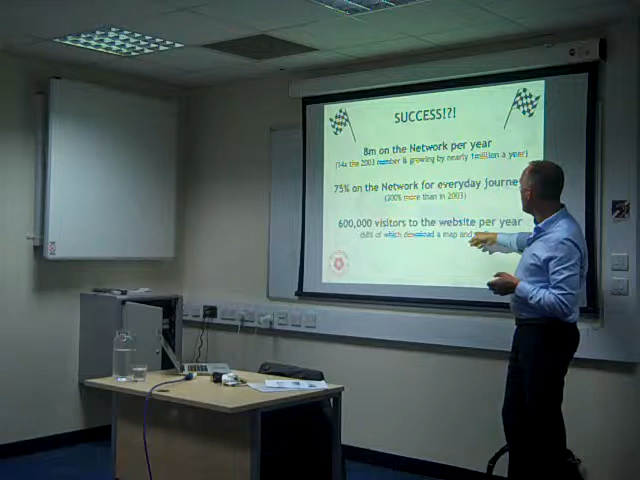 SUCCESS!?!
8m on the Network per year
(14x the 2003 number & growing by nearly 1million a year)
75% on the Network for everyday journe
(200% more than in 2003)
600,000 visitors to the website per year
(68% of which download a map and